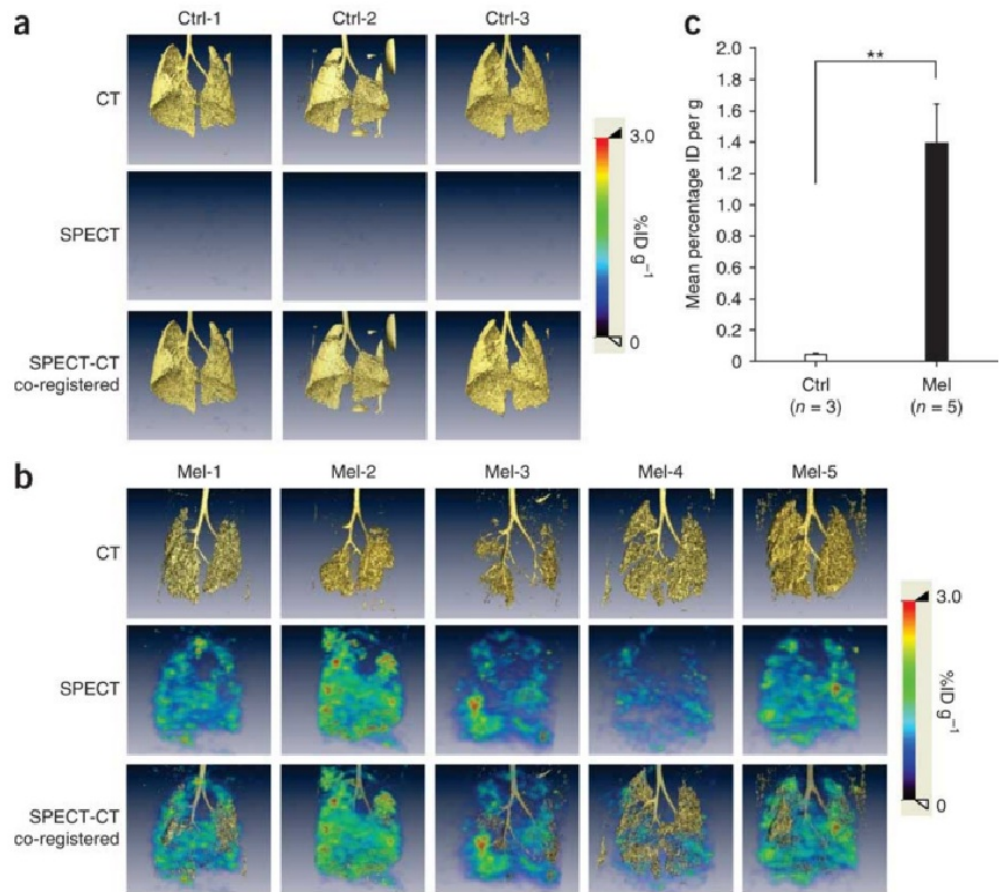 a
Ctrl-1 Ctrl-2 Ctrl-3
CT
SPECT
SPECT-CT
co-registered
3.0
%ID g⁻¹
0
c
2.0
1.8
1.6
1.4
1.2
1.0
0.8
0.6
0.4
0.2
0
Mean percentage ID per g
**
Ctrl Mel
(n = 3) (n = 5)
b
Mel-1 Mel-2 Mel-3 Mel-4 Mel-5
CT
SPECT
SPECT-CT
co-registered
3.0
%ID g⁻¹
0